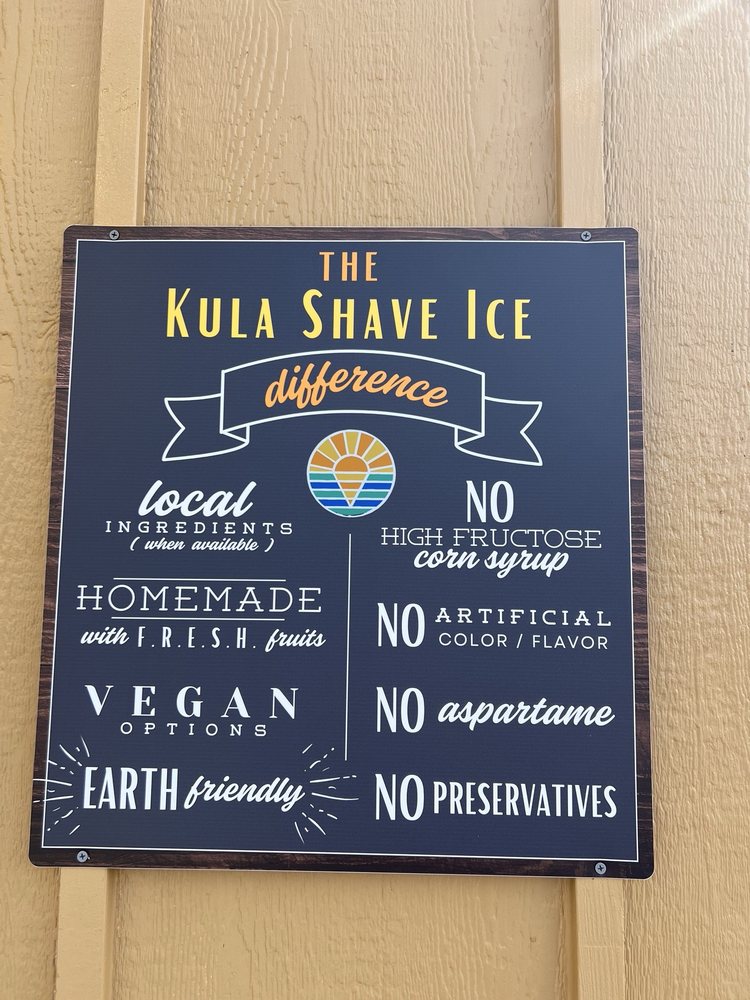 THE
KULA SHAVE ICE
difference
local
INGREDIENTS
( when available )
HOMEMADE
with F.R.E.S.H. fruits
VEGAN
OPTIONS
EARTH friendly
NO
HIGH FRUCTOSE
corn syrup
NO ARTIFICIAL
COLOR / FLAVOR
NO aspartame
NO PRESERVATIVES